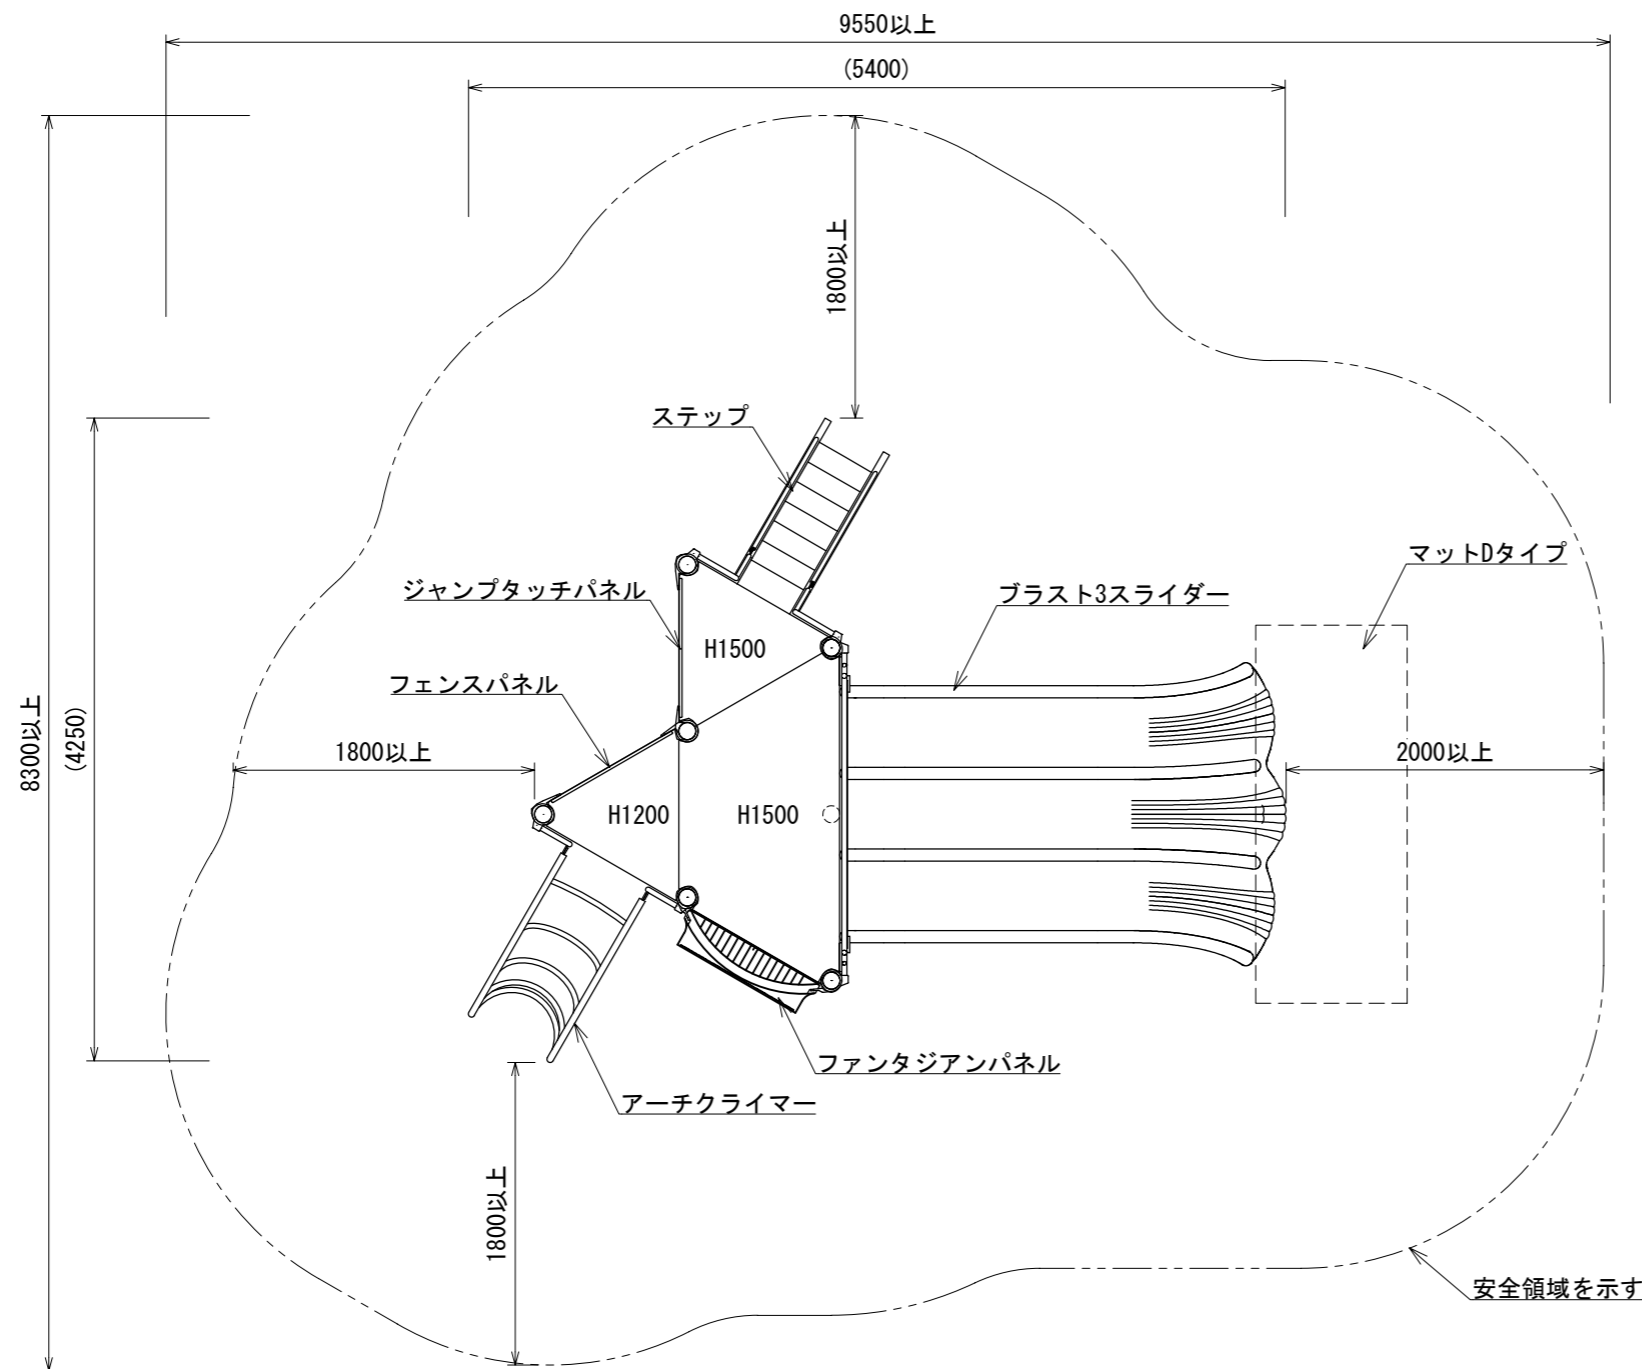 9550以上
(5400)
1800以上
ステップ
マットDタイプ
ジャンプタッチパネル
ブラスト3スライダー
H1500
フェンスパネル
8300以上
(4250)
1800以上
2000以上
H1200
H1500
ファンタジアンパネル
アーチクライマー
1800以上
安全領域を示す